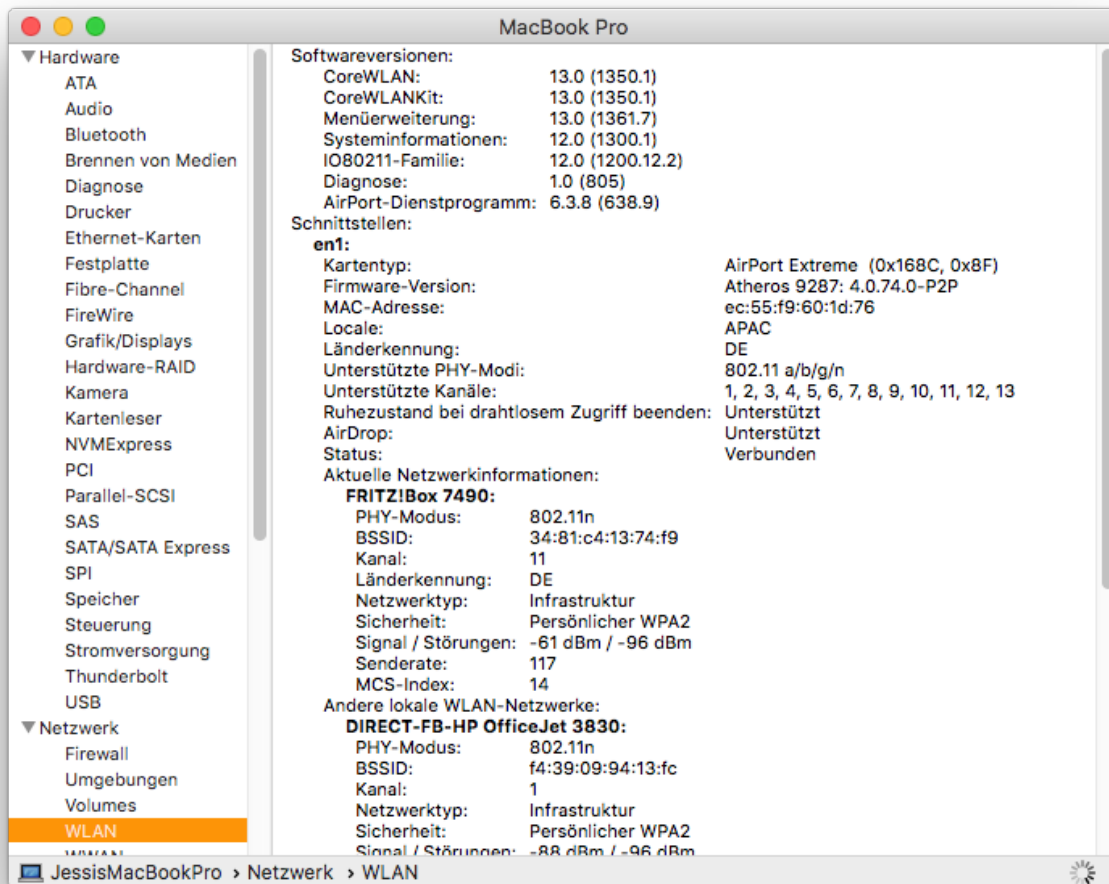 MacBook Pro
Hardware
ATA
Audio
Bluetooth
Brennen von Medien
Diagnose
Drucker
Ethernet-Karten
Festplatte
Fibre-Channel
FireWire
Grafik/Displays
Hardware-RAID
Kamera
Kartenleser
NVMExpress
PCI
Parallel-SCSI
SAS
SATA/SATA Express
SPI
Speicher
Steuerung
Stromversorgung
Thunderbolt
USB
Netzwerk
Firewall
Umgebungen
Volumes
WLAN
WWAN
Softwareversionen:
CoreWLAN: 13.0 (1350.1)
CoreWLANKit: 13.0 (1350.1)
Menüerweiterung: 13.0 (1361.7)
Systeminformationen: 12.0 (1300.1)
IO80211-Familie: 12.0 (1200.12.2)
Diagnose: 1.0 (805)
AirPort-Dienstprogramm: 6.3.8 (638.9)
Schnittstellen:
en1:
Kartentyp: AirPort Extreme (0x168C, 0x8F)
Firmware-Version: Atheros 9287: 4.0.74.0-P2P
MAC-Adresse: ec:55:f9:60:1d:76
Locale: APAC
Länderkennung: DE
Unterstützte PHY-Modi: 802.11 a/b/g/n
Unterstützte Kanäle: 1, 2, 3, 4, 5, 6, 7, 8, 9, 10, 11, 12, 13
Ruhezustand bei drahtlosem Zugriff beenden: Unterstützt
AirDrop: Unterstützt
Status: Verbunden
Aktuelle Netzwerkinformationen:
FRITZ!Box 7490:
PHY-Modus: 802.11n
BSSID: 34:81:c4:13:74:f9
Kanal: 11
Länderkennung: DE
Netzwerktyp: Infrastruktur
Sicherheit: Persönlicher WPA2
Signal / Störungen: -61 dBm / -96 dBm
Senderate: 117
MCS-Index: 14
Andere lokale WLAN-Netzwerke:
DIRECT-FB-HP OfficeJet 3830:
PHY-Modus: 802.11n
BSSID: f4:39:09:94:13:fc
Kanal: 1
Netzwerktyp: Infrastruktur
Sicherheit: Persönlicher WPA2
Signal / Störungen: -88 dBm / -96 dBm
JessisMacBookPro › Netzwerk › WLAN